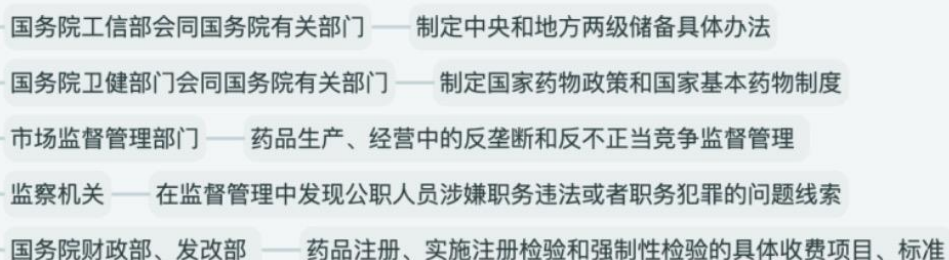 国务院工信部会同国务院有关部门 制定中央和地方两级储备具体办法
国务院卫健部门会同国务院有关部门 制定国家药物政策和国家基本药物制度
市场监督管理部门 药品生产、经营中的反垄断和反不正当竞争监督管理
监察机关 在监督管理中发现公职人员涉嫌职务违法或者职务犯罪的问题线索
国务院财政部、发改部 药品注册、实施注册检验和强制性检验的具体收费项目、标准